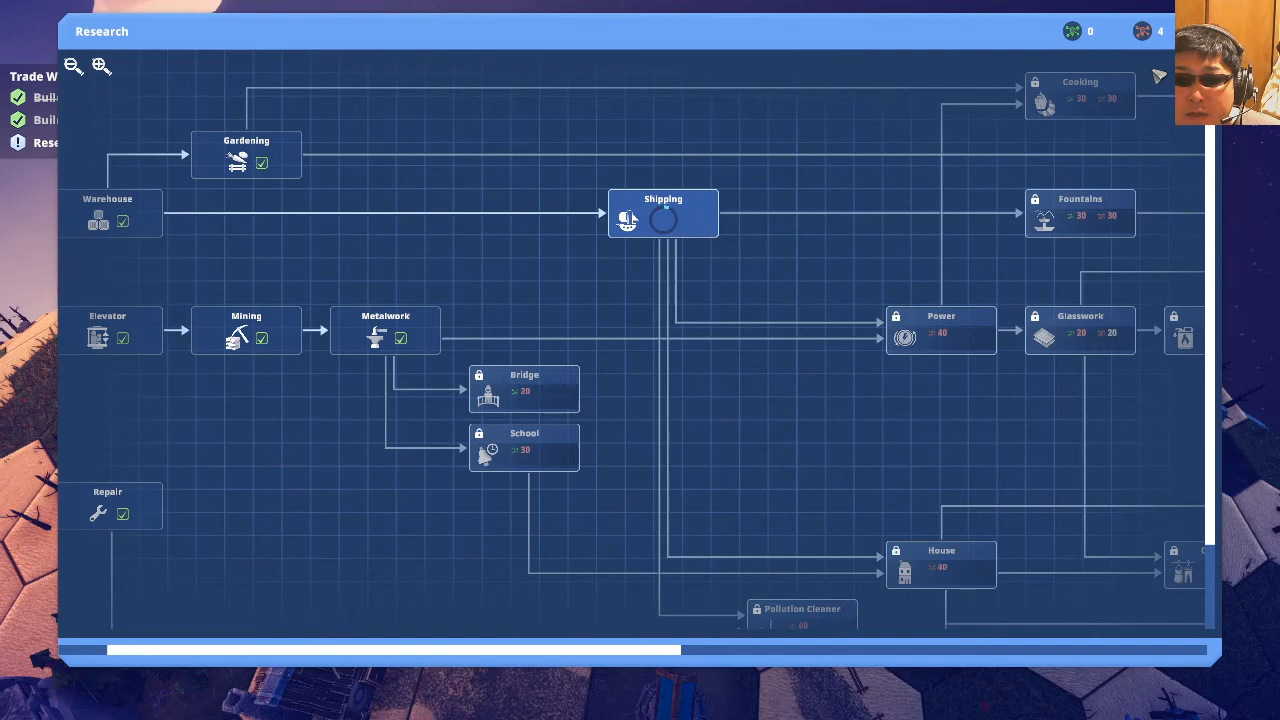 Research
0
4
Trade W
Buil
Buil
Rese
Cooking
30 30
Gardening
Warehouse
Shipping
Fountains
30 30
Elevator
Mining
Metalwork
Power
40
Glasswork
20 20
Bridge
20
School
30
Repair
House
40
Pollution Cleaner
60